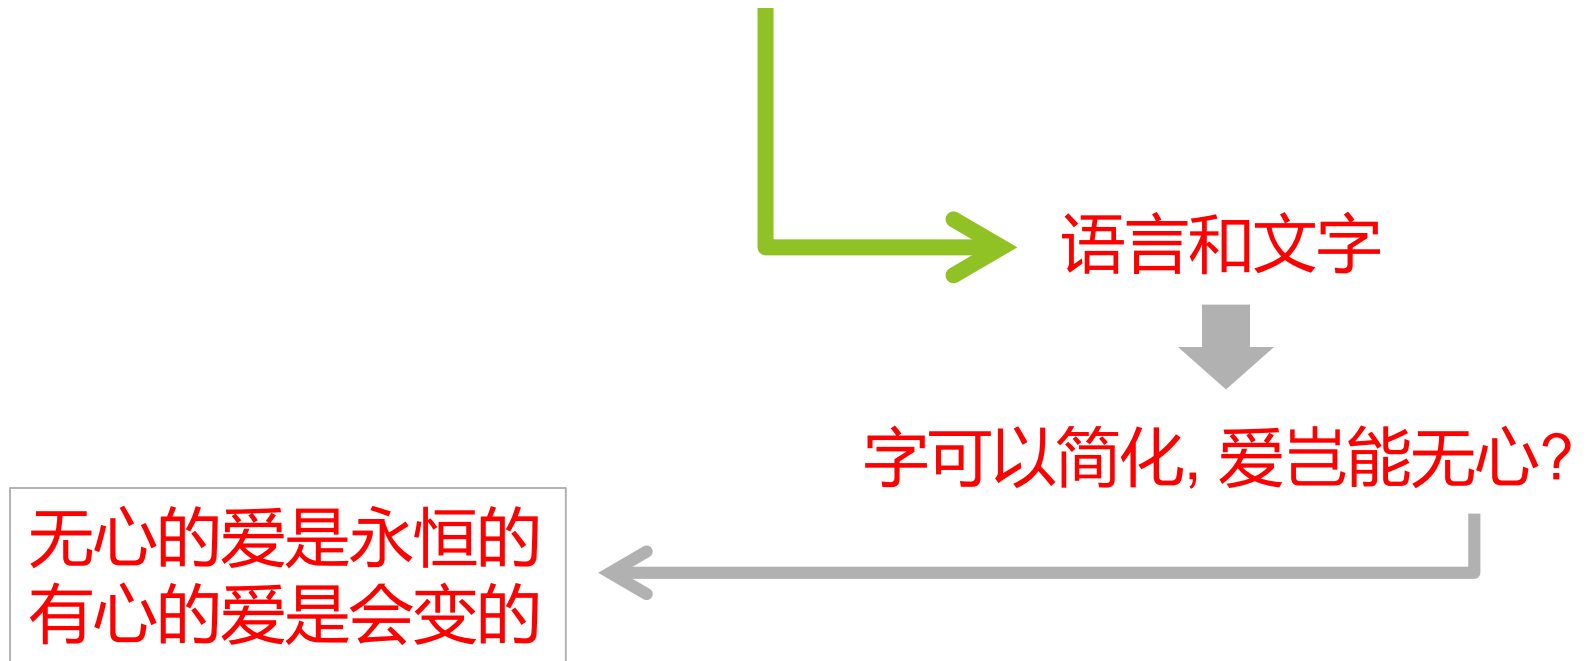 语言和文字
字可以简化, 爱岂能无心?
无心的爱是永恒的
有心的爱是会变的